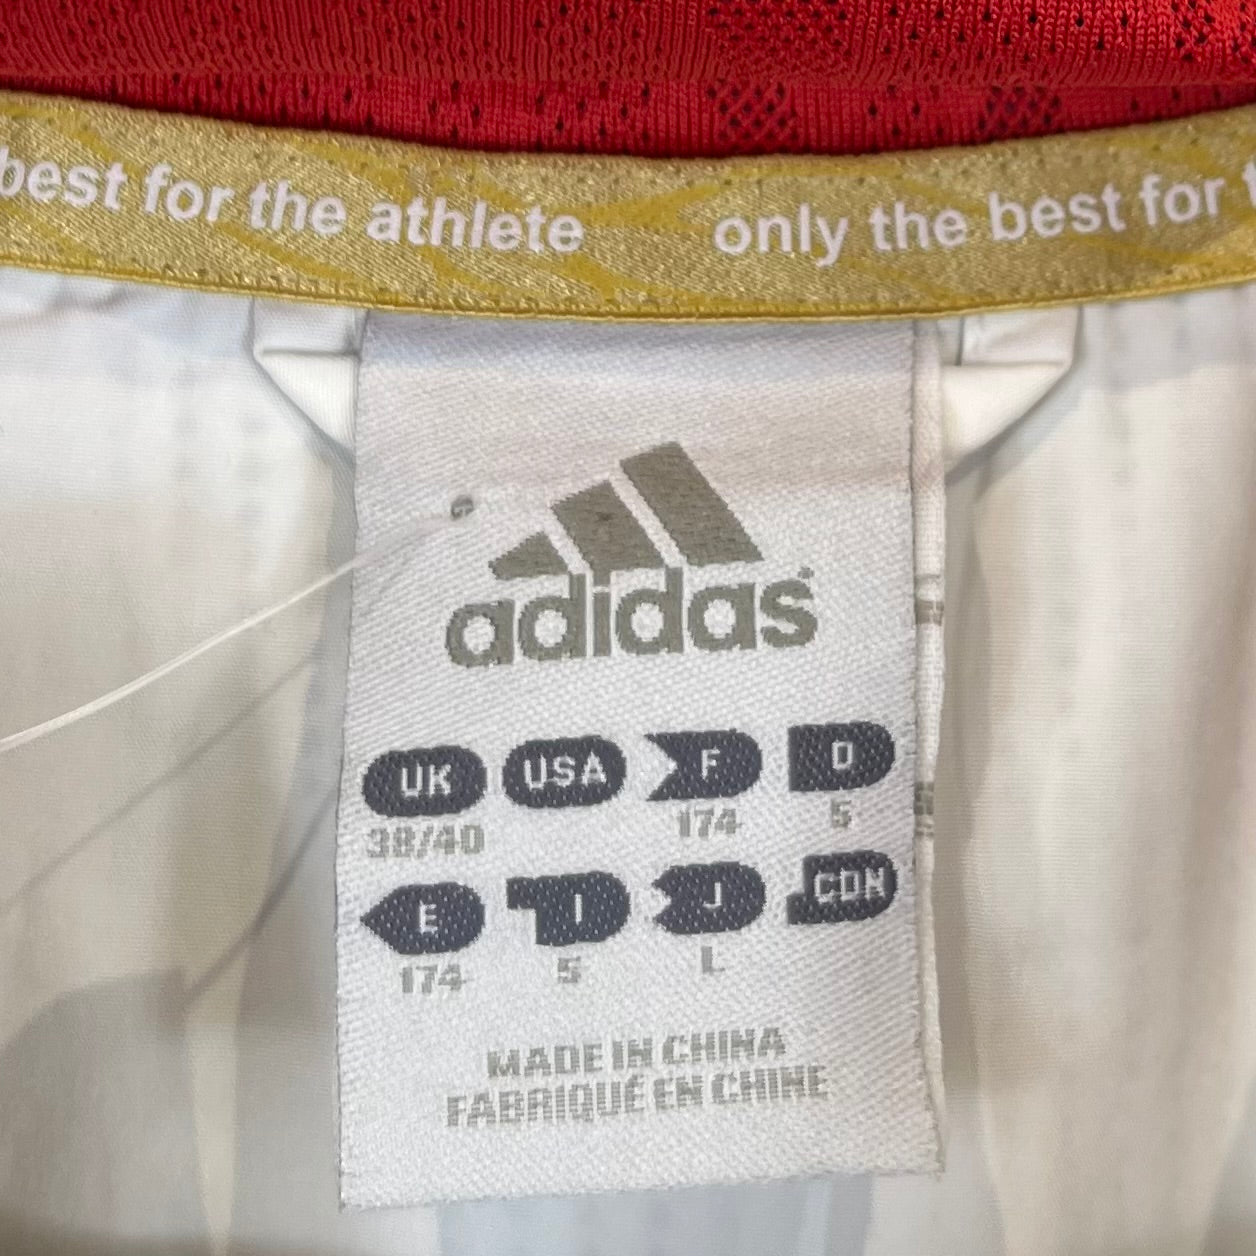 best for the athlete only the best for t
adidas
UK USA F D
38/40 174 5
E I J CDN
174 5 L
MADE IN CHINA
FABRIQUÉ EN CHINE